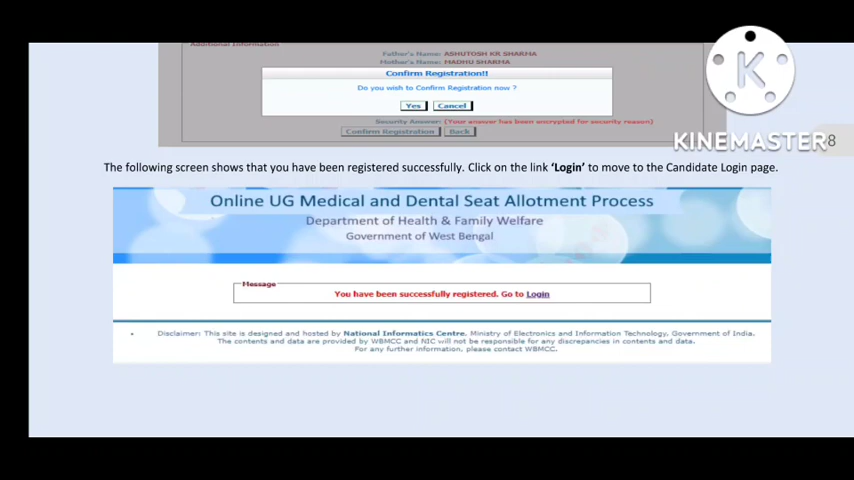 Additional Information
Father's Name: ASHUTOSH KR SHARMA
Mother's Name: MADHU SHARMA
Confirm Registration!!
Do you wish to Confirm Registration now ?
Yes Cancel
Security Answer: (Your answer has been encrypted for security reason)
Confirm Registration Back
K
KINEMASTER
8
The following screen shows that you have been registered successfully. Click on the link ‘Login’ to move to the Candidate Login page.
Online UG Medical and Dental Seat Allotment Process
Department of Health & Family Welfare
Government of West Bengal
Message
You have been successfully registered. Go to Login
• Disclaimer: This site is designed and hosted by National Informatics Centre. Ministry of Electronics and Information Technology, Government of India.
The contents and data are provided by WBMCC and NIC will not be responsible for any discrepancies in contents and data.
For any further information, please contact WBMCC.